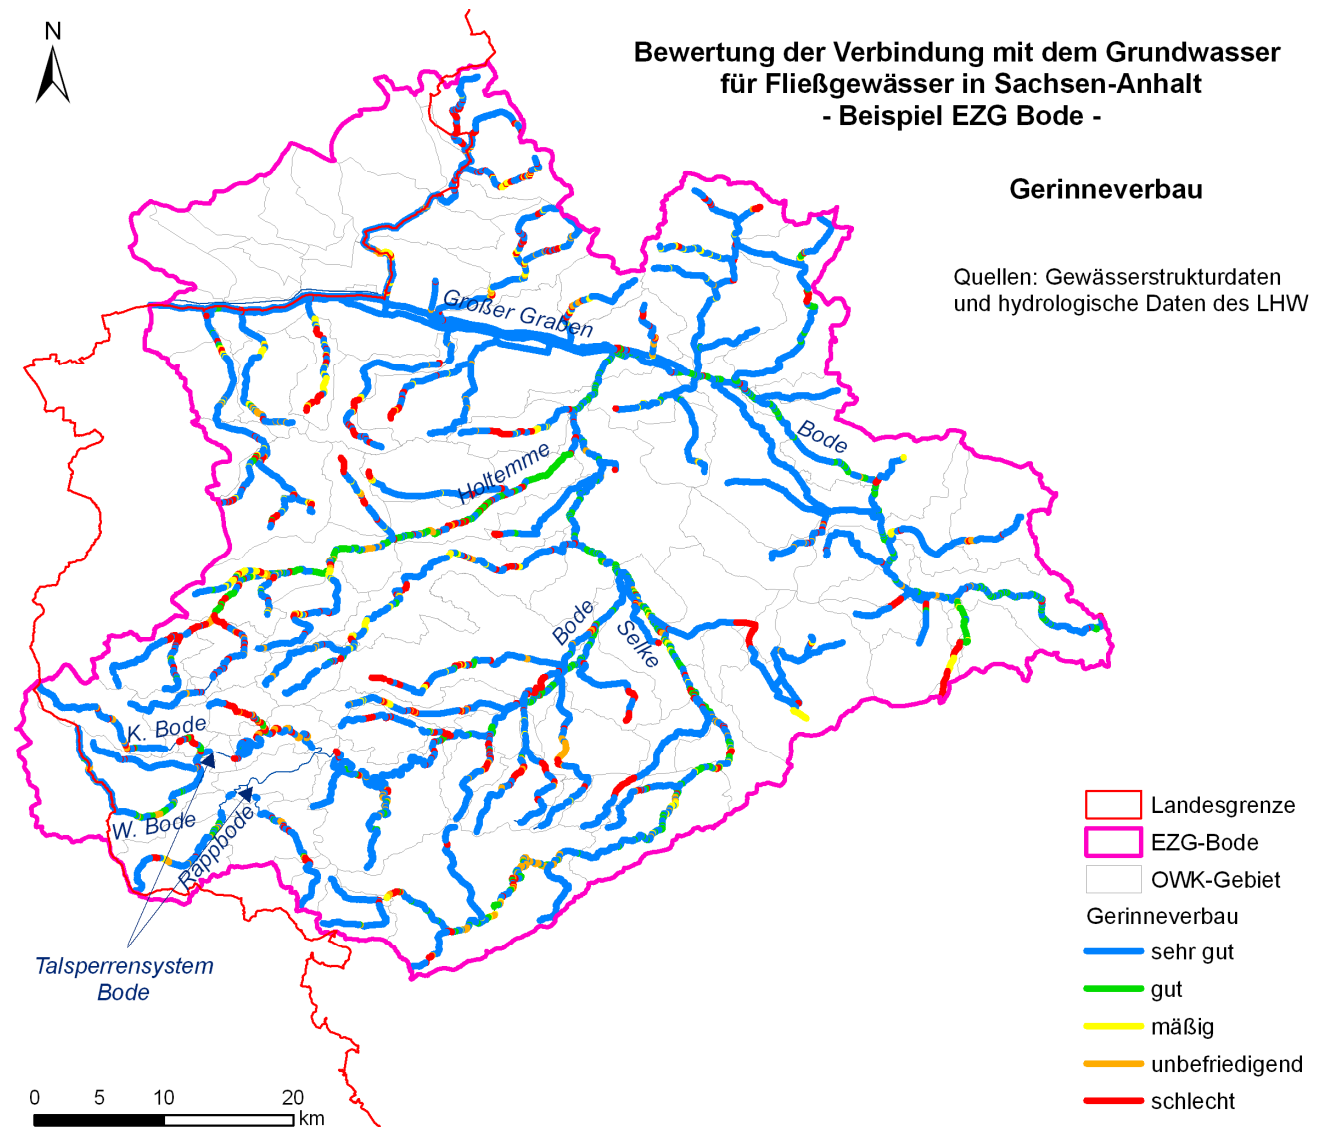 N
Bewertung der Verbindung mit dem Grundwasser
für Fließgewässer in Sachsen-Anhalt
- Beispiel EZG Bode -
Gerinneverbau
Quellen: Gewässerstrukturdaten
und hydrologische Daten des LHW
Großer Graben
Bode
Holtemme
Bode
Selke
K. Bode
W. Bode
Rappbode
Talsperrensystem
Bode
Landesgrenze
EZG-Bode
OWK-Gebiet
Gerinneverbau
sehr gut
gut
mäßig
unbefriedigend
schlecht
0 5 10 20
km